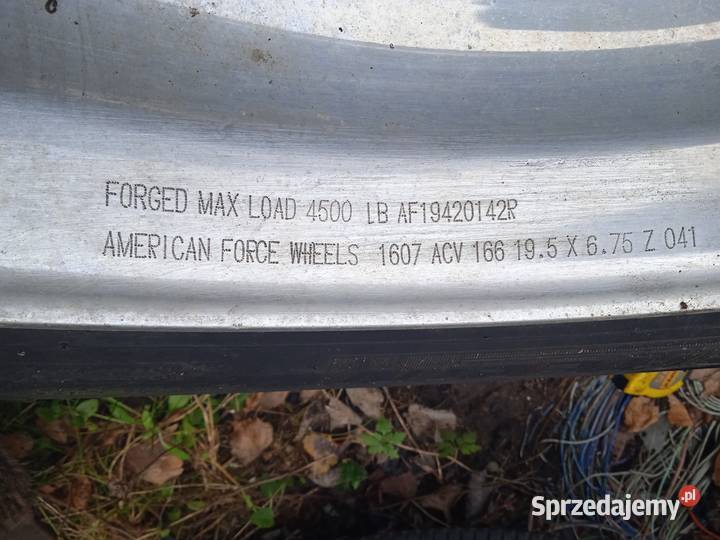 FORGED MAX LOAD 4500 LB AF19420142R
AMERICAN FORCE WHEELS 1607 ACV 166 19.5 X 6.75 Z 041
Sprzedajemy.pl